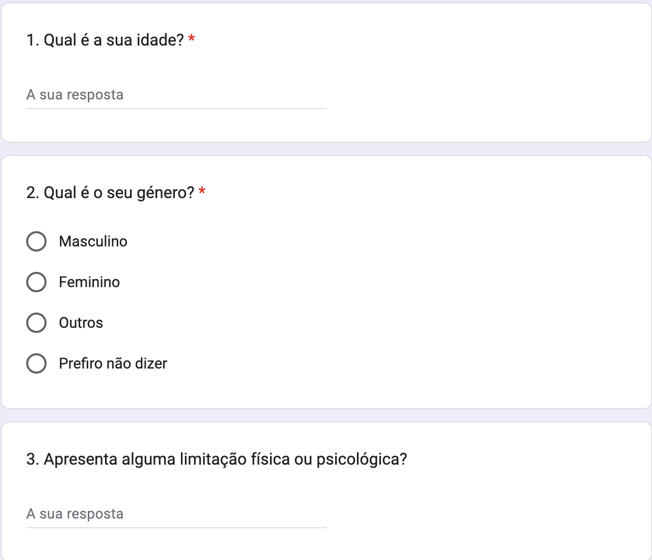 1. Qual é a sua idade? *
A sua resposta
2. Qual é o seu género? *
Masculino
Feminino
Outros
Prefiro não dizer
3. Apresenta alguma limitação física ou psicológica?
A sua resposta